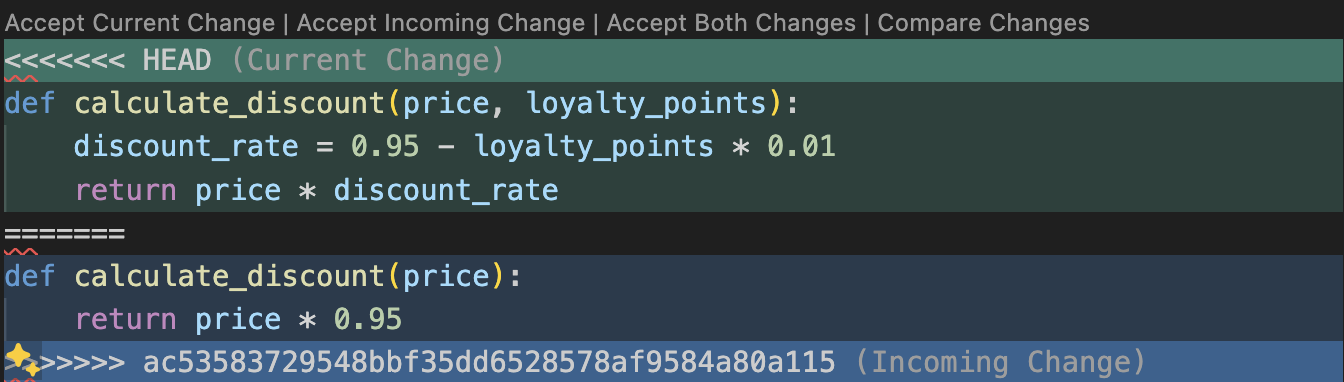 Accept Current Change | Accept Incoming Change | Accept Both Changes | Compare Changes
<<<<<<< HEAD (Current Change)
def calculate_discount(price, loyalty_points):
    discount_rate = 0.95 - loyalty_points * 0.01
    return price * discount_rate
=======
def calculate_discount(price):
    return price * 0.95
>>>>>>> ac53583729548bbf35dd6528578af9584a80a115 (Incoming Change)